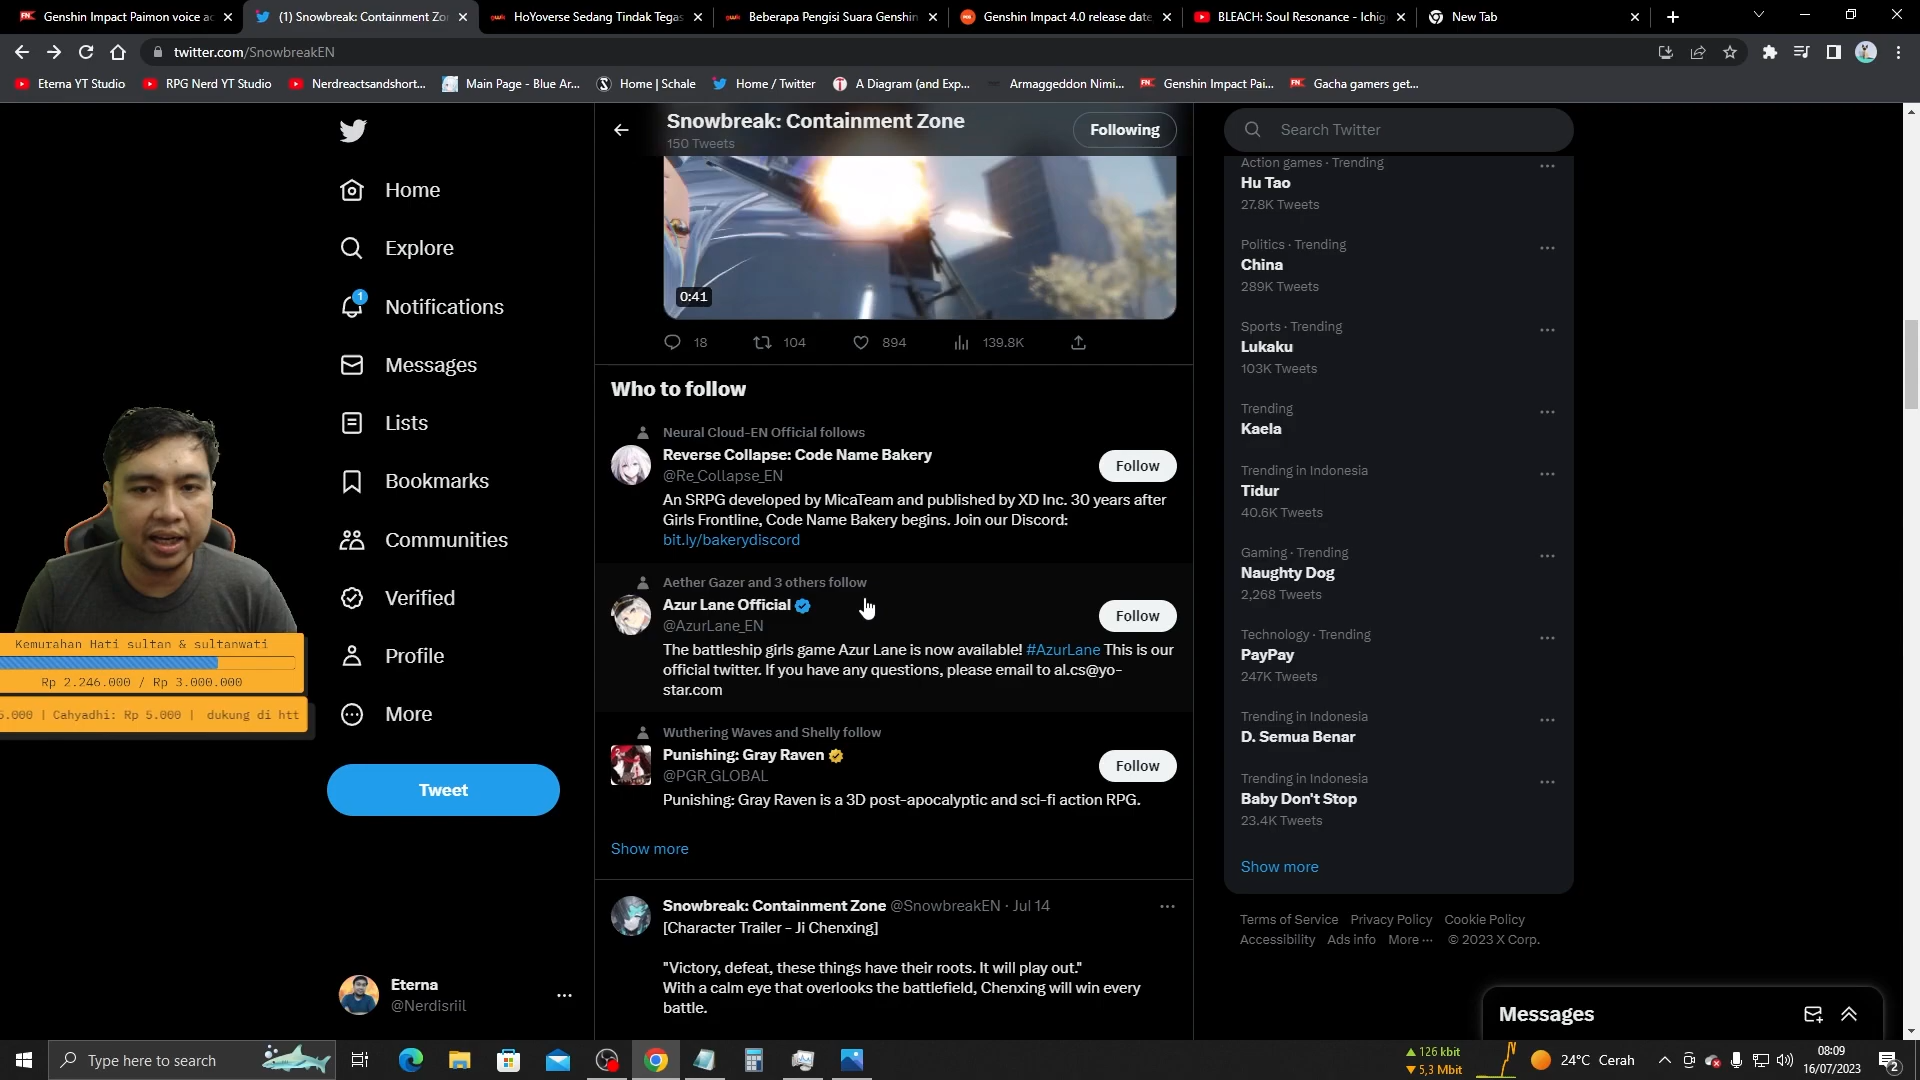 Genshin Impact Paimon voice ac
(1) Snowbreak: Containment Zo
HoYoverse Sedang Tindak Tegas
Beberapa Pengisi Suara Genshin
Genshin Impact 4.0 release date
BLEACH: Soul Resonance - Ichig
New Tab
twitter.com/SnowbreakEN
Eterna YT Studio
RPG Nerd YT Studio
Nerdreactsandshort...
Main Page - Blue Ar...
Home | Schale
Home / Twitter
A Diagram (and Exp...
Armaggeddon Nimi...
Genshin Impact Pai...
Gacha gamers get...
Home
Explore
1
Notifications
Messages
Lists
Bookmarks
Communities
Verified
Profile
More
Tweet
Eterna
@Nerdisriil
Kemurahan Hati sultan & sultanwati
Rp 2.246.000 / Rp 3.000.000
5.000 | Cahyadhi: Rp 5.000 | dukung di htt
Snowbreak: Containment Zone
150 Tweets
Following
0:41
18
104
894
139.8K
Who to follow
Neural Cloud-EN Official follows
Reverse Collapse: Code Name Bakery
@Re_Collapse_EN
Follow
An SRPG developed by MicaTeam and published by XD Inc. 30 years after
Girls Frontline, Code Name Bakery begins. Join our Discord:
bit.ly/bakerydiscord
Aether Gazer and 3 others follow
Azur Lane Official
@AzurLane_EN
Follow
The battleship girls game Azur Lane is now available! #AzurLane This is our
official twitter. If you have any questions, please email to al.cs@yo-
star.com
Wuthering Waves and Shelly follow
Punishing: Gray Raven
@PGR_GLOBAL
Follow
Punishing: Gray Raven is a 3D post-apocalyptic and sci-fi action RPG.
Show more
Snowbreak: Containment Zone @SnowbreakEN · Jul 14
[Character Trailer - Ji Chenxing]
"Victory, defeat, these things have their roots. It will play out."
With a calm eye that overlooks the battlefield, Chenxing will win every
battle.
Search Twitter
Action games · Trending
Hu Tao
27.8K Tweets
Politics · Trending
China
289K Tweets
Sports · Trending
Lukaku
103K Tweets
Trending
Kaela
Trending in Indonesia
Tidur
40.6K Tweets
Gaming · Trending
Naughty Dog
2,268 Tweets
Technology · Trending
PayPay
247K Tweets
Trending in Indonesia
D. Semua Benar
Trending in Indonesia
Baby Don't Stop
23.4K Tweets
Show more
Terms of Service Privacy Policy Cookie Policy
Accessibility Ads info More ··· © 2023 X Corp.
Messages
Type here to search
126 kbit
5,3 Mbit
24°C Cerah
08:09
16/07/2023
2